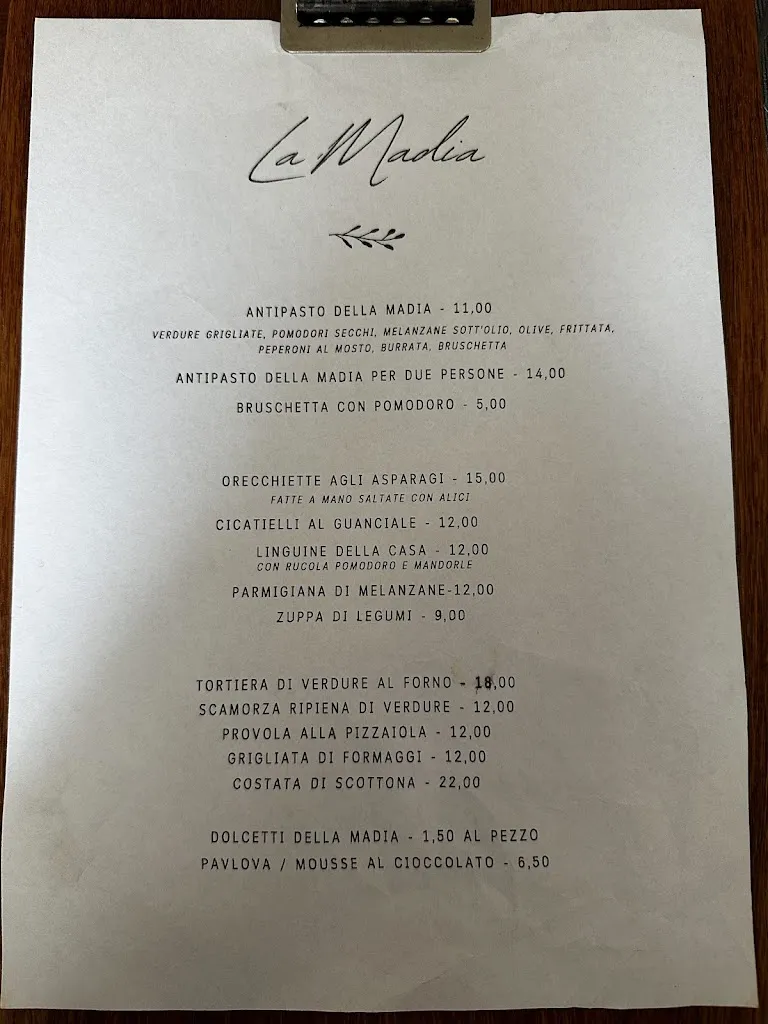 La Madia
ANTIPASTO DELLA MADIA - 11,00
VERDURE GRIGLIATE, POMODORI SECCHI, MELANZANE SOTT'OLIO, OLIVE, FRITTATA,
PEPERONI AL MOSTO, BURRATA, BRUSCHETTA
ANTIPASTO DELLA MADIA PER DUE PERSONE - 14,00
BRUSCHETTA CON POMODORO - 5,00
ORECCHIETTE AGLI ASPARAGI - 15,00
FATTE A MANO SALTATE CON ALICI
CICATIELLI AL GUANCIALE - 12,00
LINGUINE DELLA CASA - 12,00
CON RUCOLA POMODORO E MANDORLE
PARMIGIANA DI MELANZANE-12,00
ZUPPA DI LEGUMI - 9,00
TORTIERA DI VERDURE AL FORNO - 18,00
SCAMORZA RIPIENA DI VERDURE - 12,00
PROVOLA ALLA PIZZAIOLA - 12,00
GRIGLIATA DI FORMAGGI - 12,00
COSTATA DI SCOTTONA - 22,00
DOLCETTI DELLA MADIA - 1,50 AL PEZZO
PAVLOVA / MOUSSE AL CIOCCOLATO - 6,50